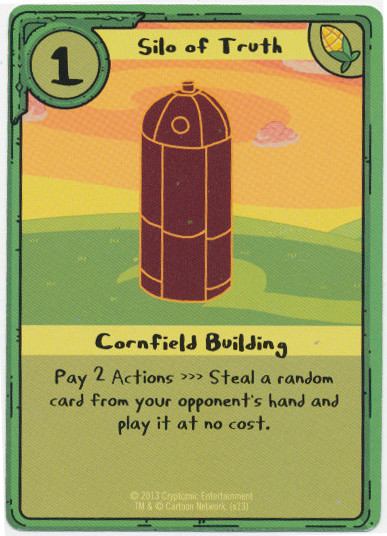 1
Silo of Truth
Cornfield Building
Pay 2 Actions >>> Steal a random
card from your opponent's hand and
play it at no cost.
© 2013 Cryptozoic Entertainment
TM & © Cartoon Network. (s13)